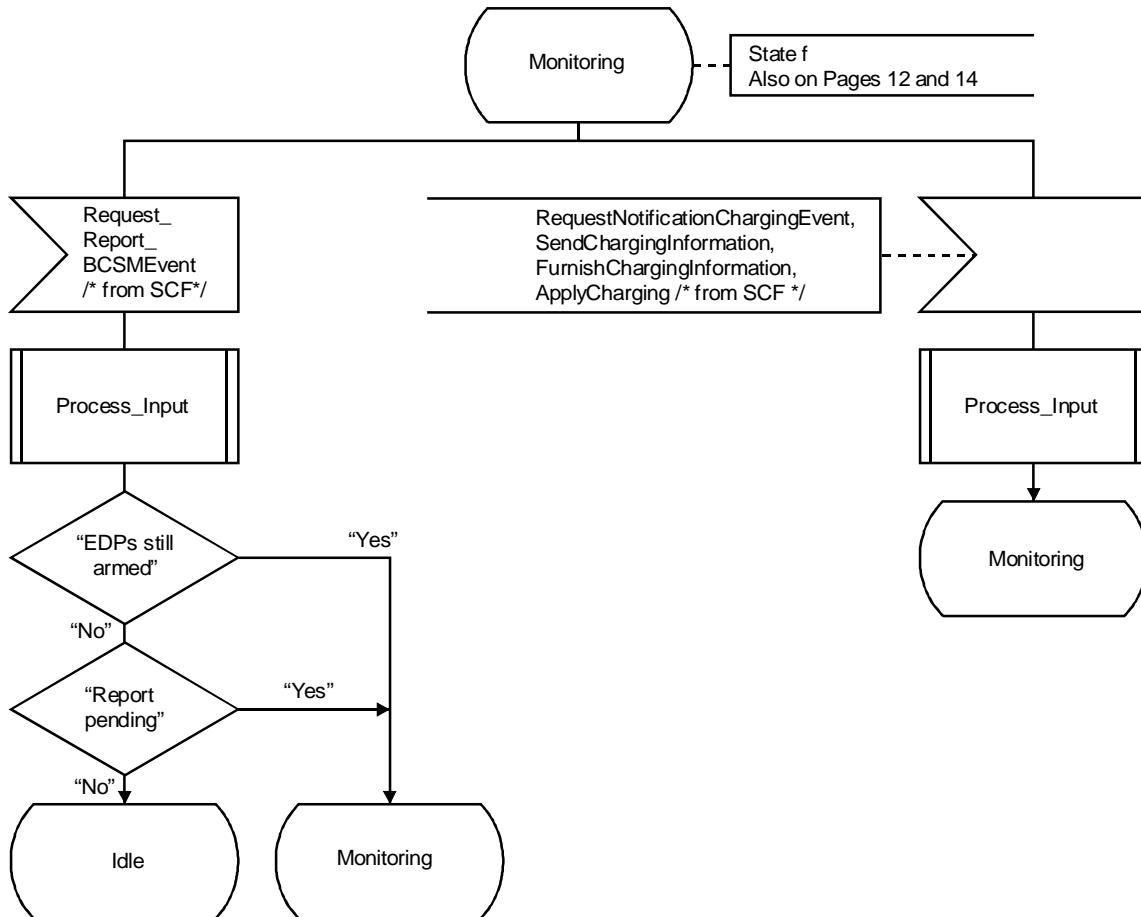 Monitoring
State f
Also on Pages 12 and 14
Request_
Report_
BCSMEvent
/* from SCF*/
RequestNotificationChargingEvent,
SendChargingInformation,
FurnishChargingInformation,
ApplyCharging /* from SCF */
Process_Input
Process_Input
“EDPs still
armed”
“Yes”
“No”
Monitoring
“Report
pending”
“Yes”
“No”
Idle
Monitoring